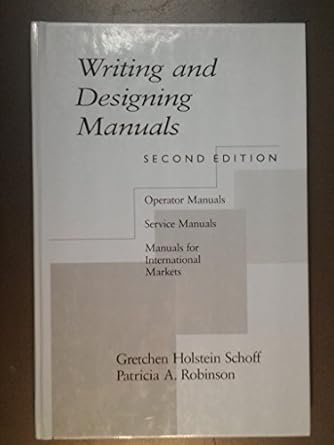 Writing and
Designing
Manuals
SECOND EDITION
Operator Manuals
Service Manuals
Manuals for
International
Markets
Gretchen Holstein Schoff
Patricia A. Robinson